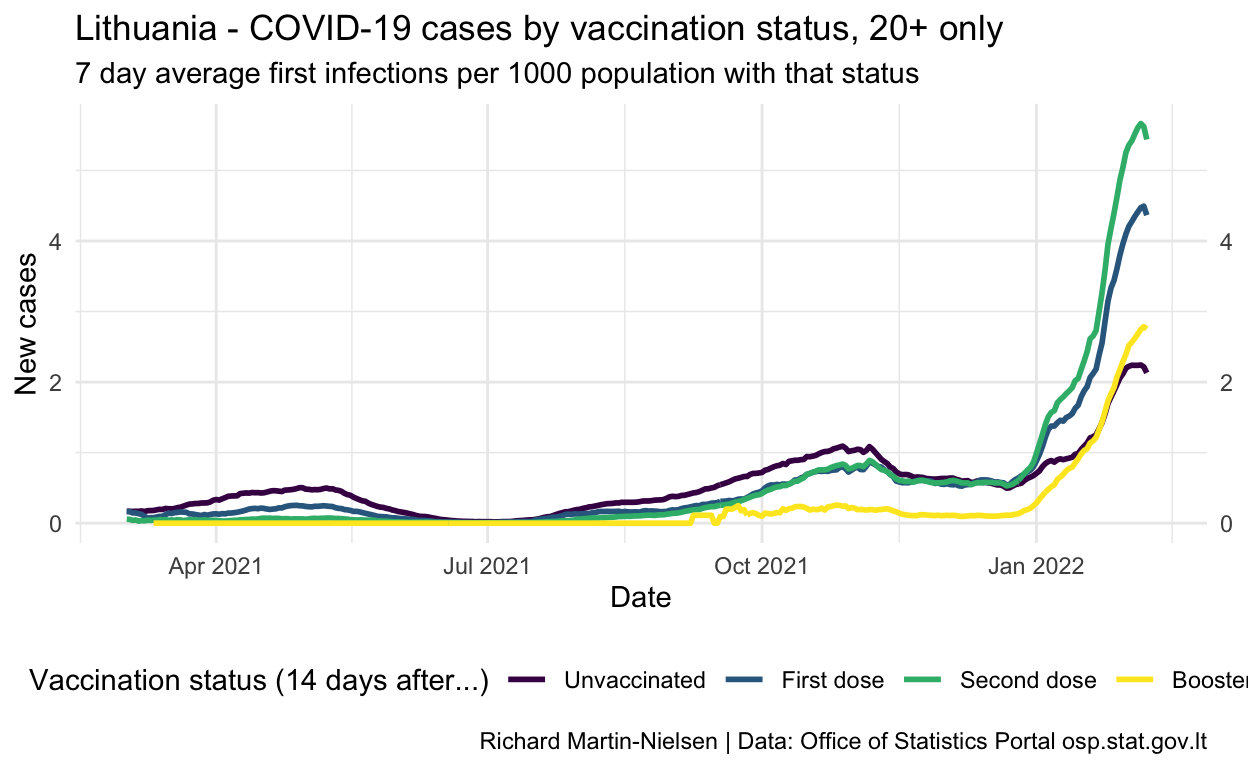 Lithuania - COVID-19 cases by vaccination status, 20+ only
7 day average first infections per 1000 population with that status
New cases
4
2
0
4
2
0
Apr 2021
Jul 2021
Oct 2021
Jan 2022
Date
Vaccination status (14 days after...) Unvaccinated First dose Second dose Booster
Richard Martin-Nielsen | Data: Office of Statistics Portal osp.stat.gov.lt